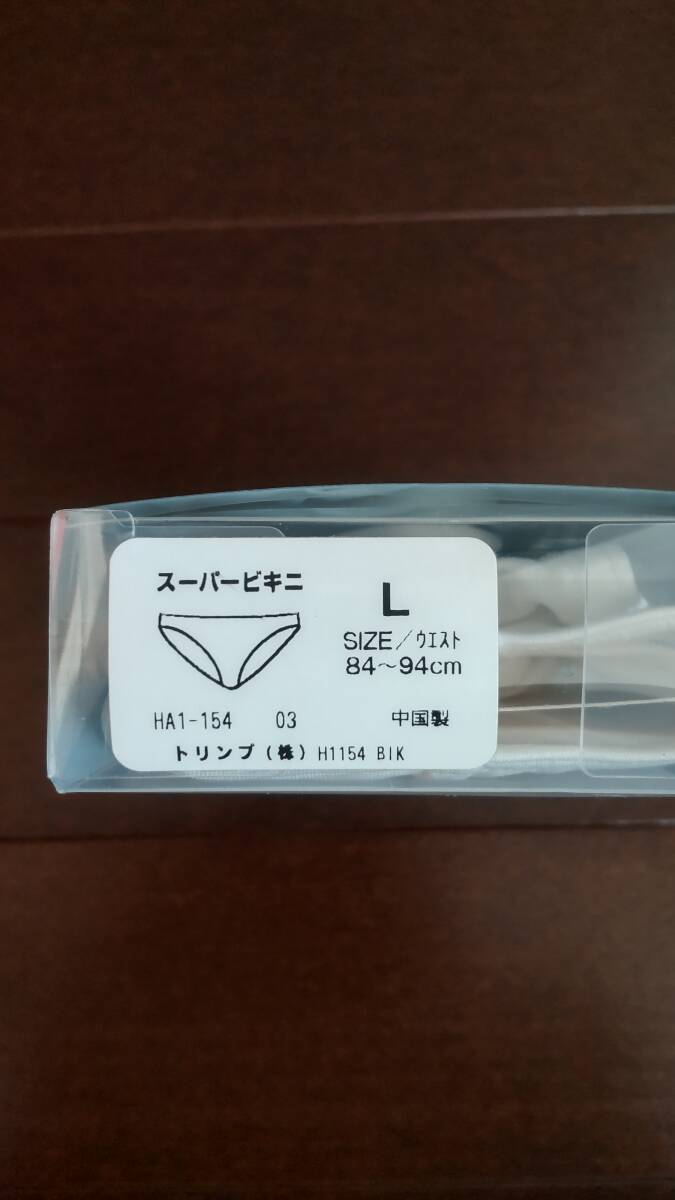 スーパービキニ
L
SIZE/ウエスト
84〜94cm
HA1-154 03 中国製
トリンプ(株) H1154 BIK